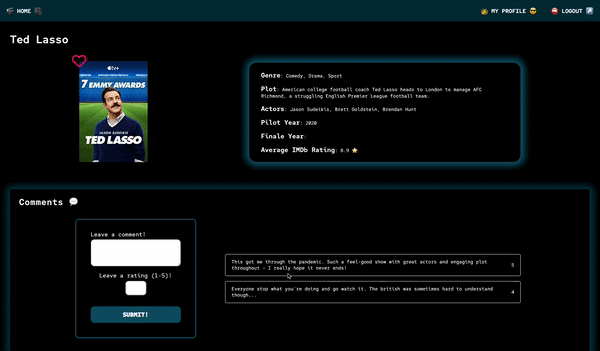 HOME
MY PROFILE
LOGOUT
Ted Lasso
tv+
7 EMMY AWARDS
JASON SUDEIKIS
TED LASSO
Genre: Comedy, Drama, Sport
Plot: American college football coach Ted Lasso heads to London to manage AFC
Richmond, a struggling English Premier League football team.
Actors: Jason Sudeikis, Brett Goldstein, Brendan Hunt
Pilot Year: 2020
Finale Year:
Average IMDb Rating: 8.9
Comments
Leave a comment!
Leave a rating (1-5)!
SUBMIT!
This got me through the pandemic. Such a feel-good show with great actors and engaging plot
throughout - I really hope it never ends!
5
Everyone stop what you're doing and go watch it. The british was sometimes hard to understand
though...
4